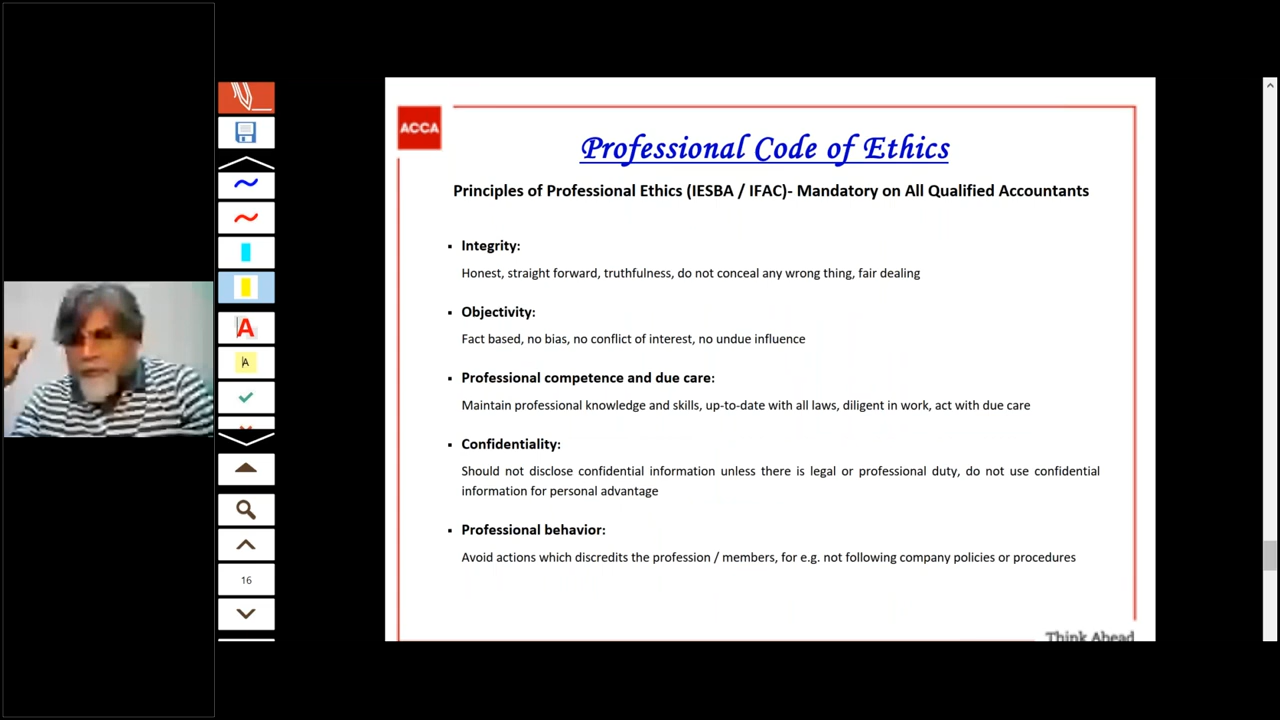 ACCA
Professional Code of Ethics
Principles of Professional Ethics (IESBA / IFAC)- Mandatory on All Qualified Accountants
▪ Integrity:
Honest, straight forward, truthfulness, do not conceal any wrong thing, fair dealing
▪ Objectivity:
Fact based, no bias, no conflict of interest, no undue influence
▪ Professional competence and due care:
Maintain professional knowledge and skills, up-to-date with all laws, diligent in work, act with due care
▪ Confidentiality:
Should not disclose confidential information unless there is legal or professional duty, do not use confidential
information for personal advantage
▪ Professional behavior:
Avoid actions which discredits the profession / members, for e.g. not following company policies or procedures
Think Ahead
A
A
16